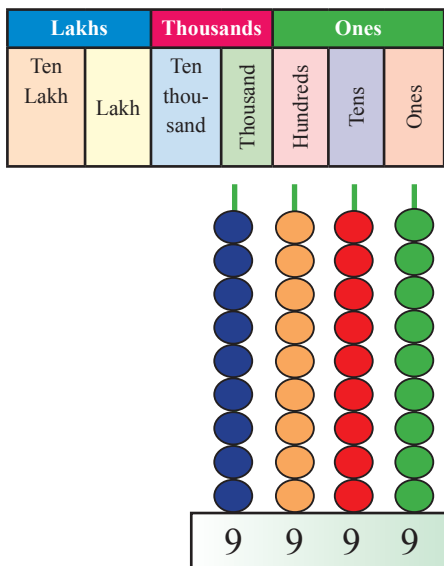 Lakhs Thousands Ones
Ten Lakh Lakh Ten thou-sand Thousand Hundreds Tens Ones
9 9 9 9